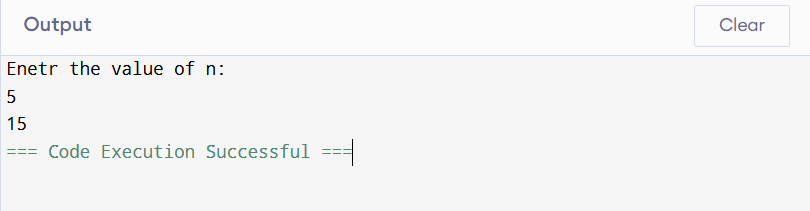 Output
Clear
Enetr the value of n:
5
15
=== Code Execution Successful ===